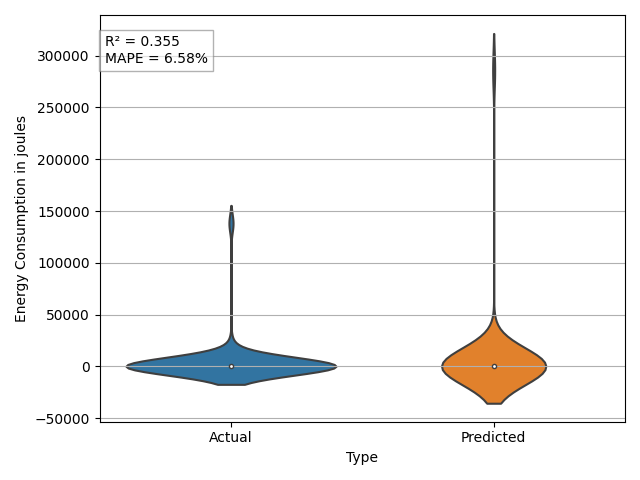 R² = 0.355
MAPE = 6.58%
300000
250000
200000
150000
100000
50000
0
−50000
Energy Consumption in joules
Actual
Predicted
Type